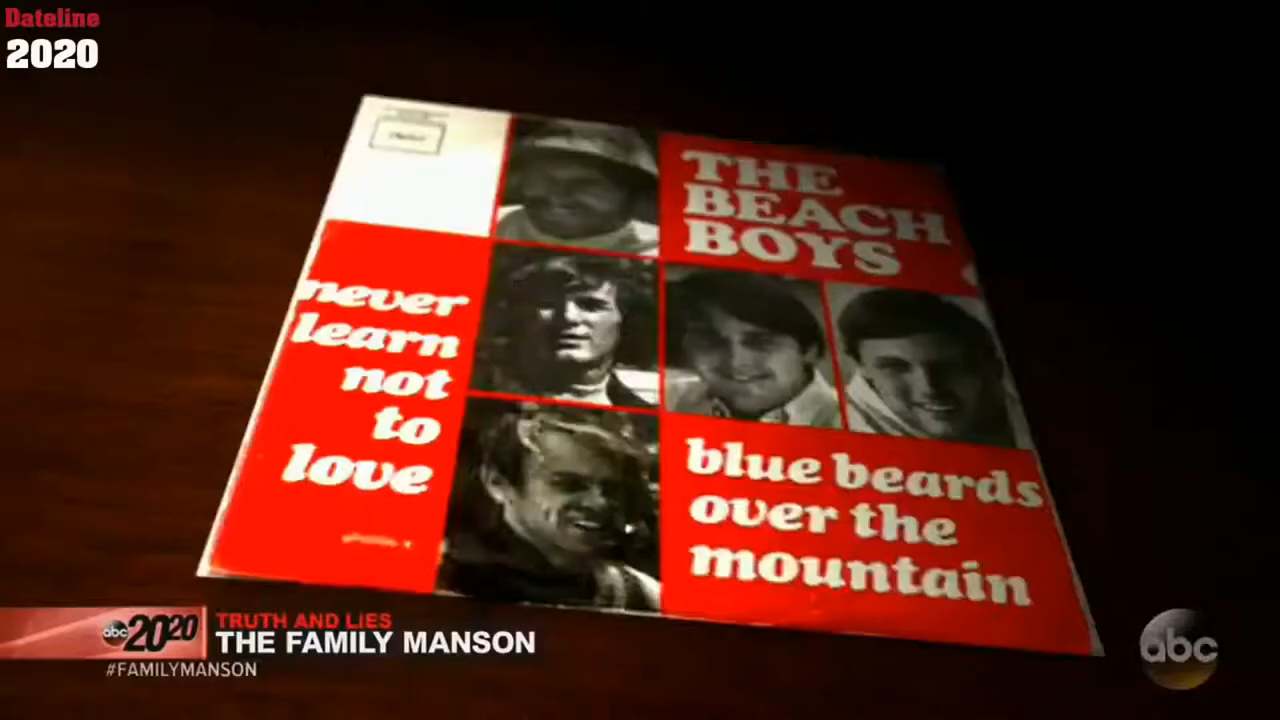 Dateline
2020
THE
BEACH
BOYS
never
learn
not
to
love
blue beards
over the
mountain
abc 2020
TRUTH AND LIES
THE FAMILY MANSON
#FAMILYMANSON
abc